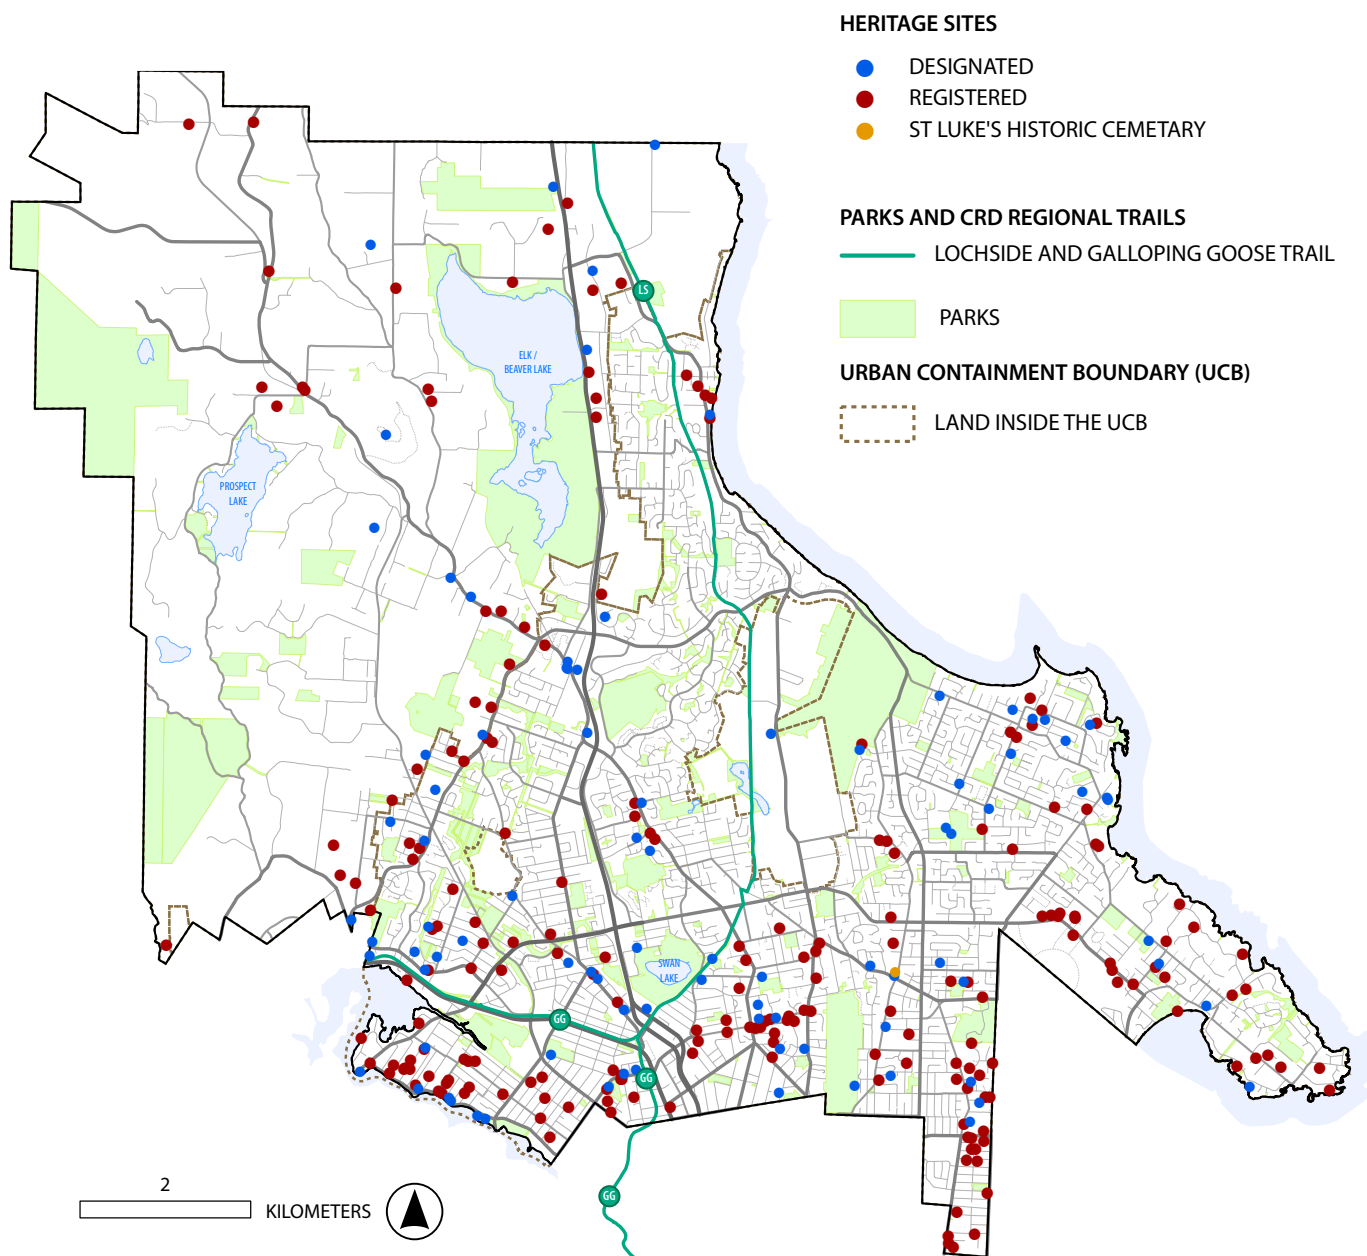 HERITAGE SITES
DESIGNATED
REGISTERED
ST LUKE'S HISTORIC CEMETARY
PARKS AND CRD REGIONAL TRAILS
LOCHSIDE AND GALLOPING GOOSE TRAIL
PARKS
URBAN CONTAINMENT BOUNDARY (UCB)
LAND INSIDE THE UCB
LS
ELK /
BEAVER LAKE
PROSPECT
LAKE
SWAN
LAKE
GG
GG
GG
2
KILOMETERS